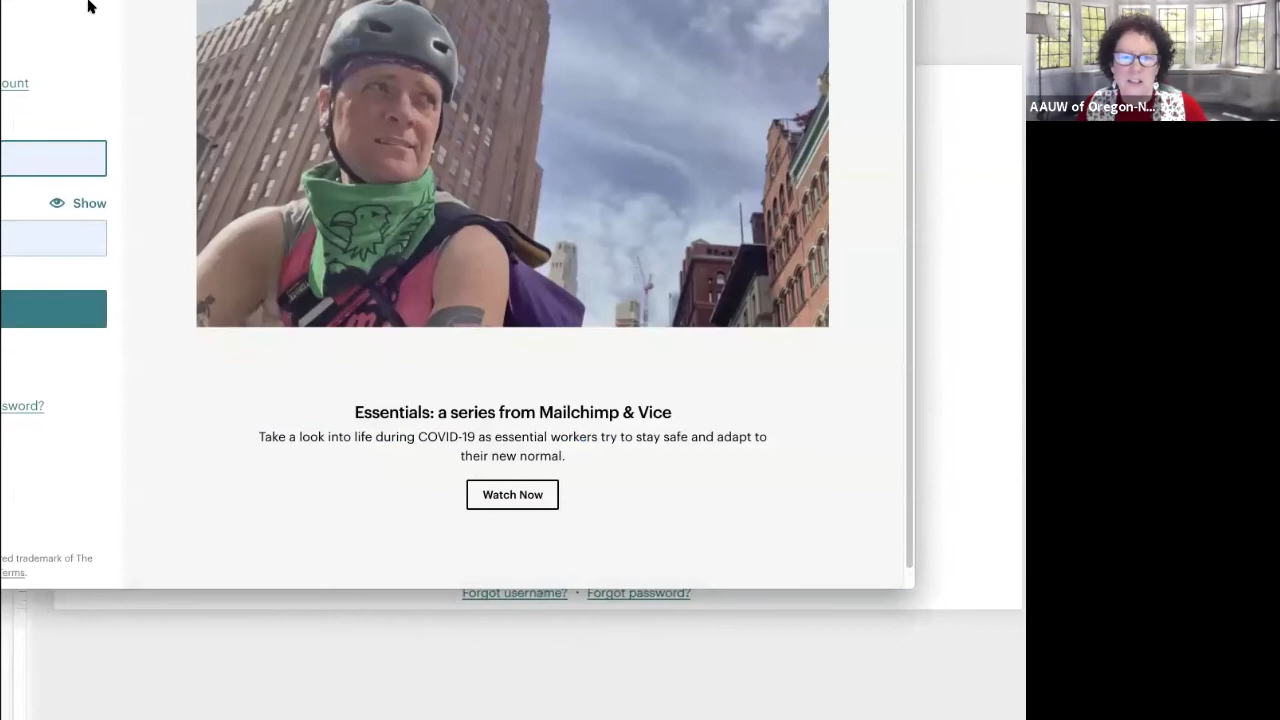 ount
Show
sword?
red trademark of The
Terms.
Essentials: a series from Mailchimp & Vice
Take a look into life during COVID-19 as essential workers try to stay safe and adapt to
their new normal.
Watch Now
Forgot username? · Forgot password?
AAUW of Oregon-N...